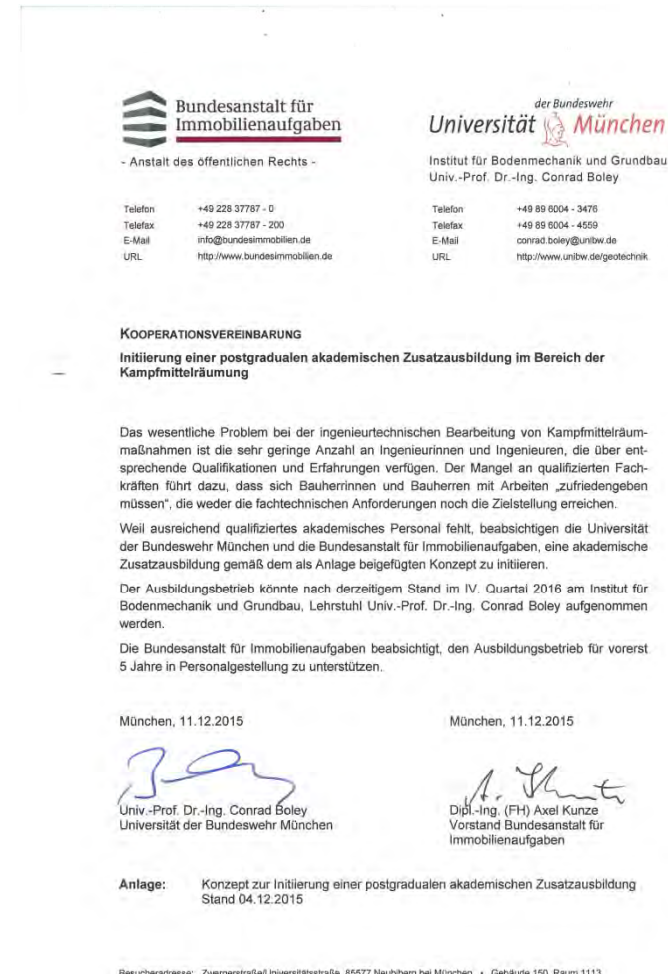 Bundesanstalt für
Immobilienaufgaben
- Anstalt des öffentlichen Rechts -
Telefon +49 228 37787 - 0
Telefax +49 228 37787 - 200
E-Mail info@bundesimmobilien.de
URL http://www.bundesimmobilien.de
der Bundeswehr
Universität München
Institut für Bodenmechanik und Grundbau
Univ.-Prof. Dr.-Ing. Conrad Boley
Telefon +49 89 6004 - 3476
Telefax +49 89 6004 - 4559
E-Mail conrad.boley@unibw.de
URL http://www.unibw.de/geotechnik
KOOPERATIONSVEREINBARUNG
Initiierung einer postgradualen akademischen Zusatzausbildung im Bereich der
Kampfmittelräumung
Das wesentliche Problem bei der ingenieurtechnischen Bearbeitung von Kampfmittelräum-
maßnahmen ist die sehr geringe Anzahl an Ingenieurinnen und Ingenieuren, die über ent-
sprechende Qualifikationen und Erfahrungen verfügen. Der Mangel an qualifizierten Fach-
kräften führt dazu, dass sich Bauherrinnen und Bauherren mit Arbeiten „zufriedengeben
müssen“, die weder die fachtechnischen Anforderungen noch die Zielstellung erreichen.
Weil ausreichend qualifiziertes akademisches Personal fehlt, beabsichtigen die Universität
der Bundeswehr München und die Bundesanstalt für Immobilienaufgaben, eine akademische
Zusatzausbildung gemäß dem als Anlage beigefügten Konzept zu initiieren.
Der Ausbildungsbetrieb könnte nach derzeitigem Stand im IV. Quartal 2016 am Institut für
Bodenmechanik und Grundbau, Lehrstuhl Univ.-Prof. Dr.-Ing. Conrad Boley aufgenommen
werden.
Die Bundesanstalt für Immobilienaufgaben beabsichtigt, den Ausbildungsbetrieb für vorerst
5 Jahre in Personalgestellung zu unterstützen.
München, 11.12.2015
Univ.-Prof. Dr.-Ing. Conrad Boley
Universität der Bundeswehr München
München, 11.12.2015
Dipl.-Ing. (FH) Axel Kunze
Vorstand Bundesanstalt für
Immobilienaufgaben
Anlage: Konzept zur Initiierung einer postgradualen akademischen Zusatzausbildung
Stand 04.12.2015
Besucheradresse: Zwergerstraße/Universitätsstraße, 85577 Neubiberg bei München • Gebäude 150, Raum 1113